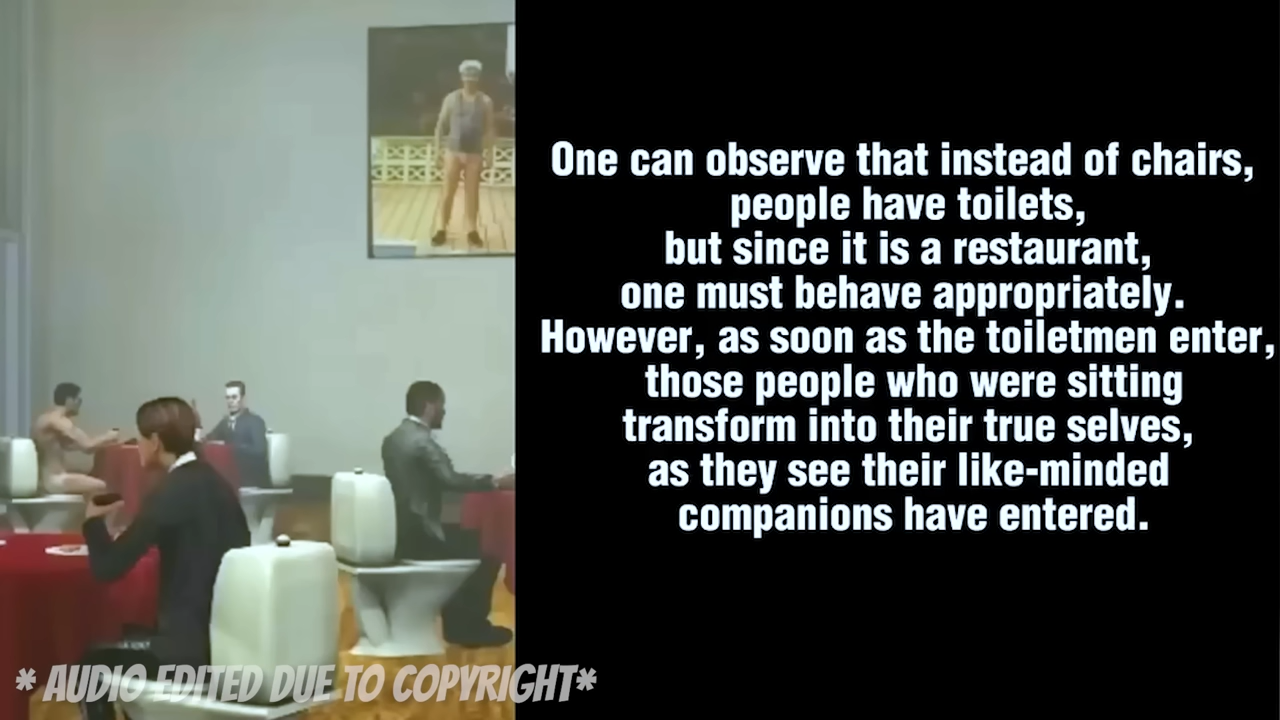 One can observe that instead of chairs,
people have toilets,
but since it is a restaurant,
one must behave appropriately.
However, as soon as the toiletmen enter,
those people who were sitting
transform into their true selves,
as they see their like-minded
companions have entered.
* AUDIO EDITED DUE TO COPYRIGHT*